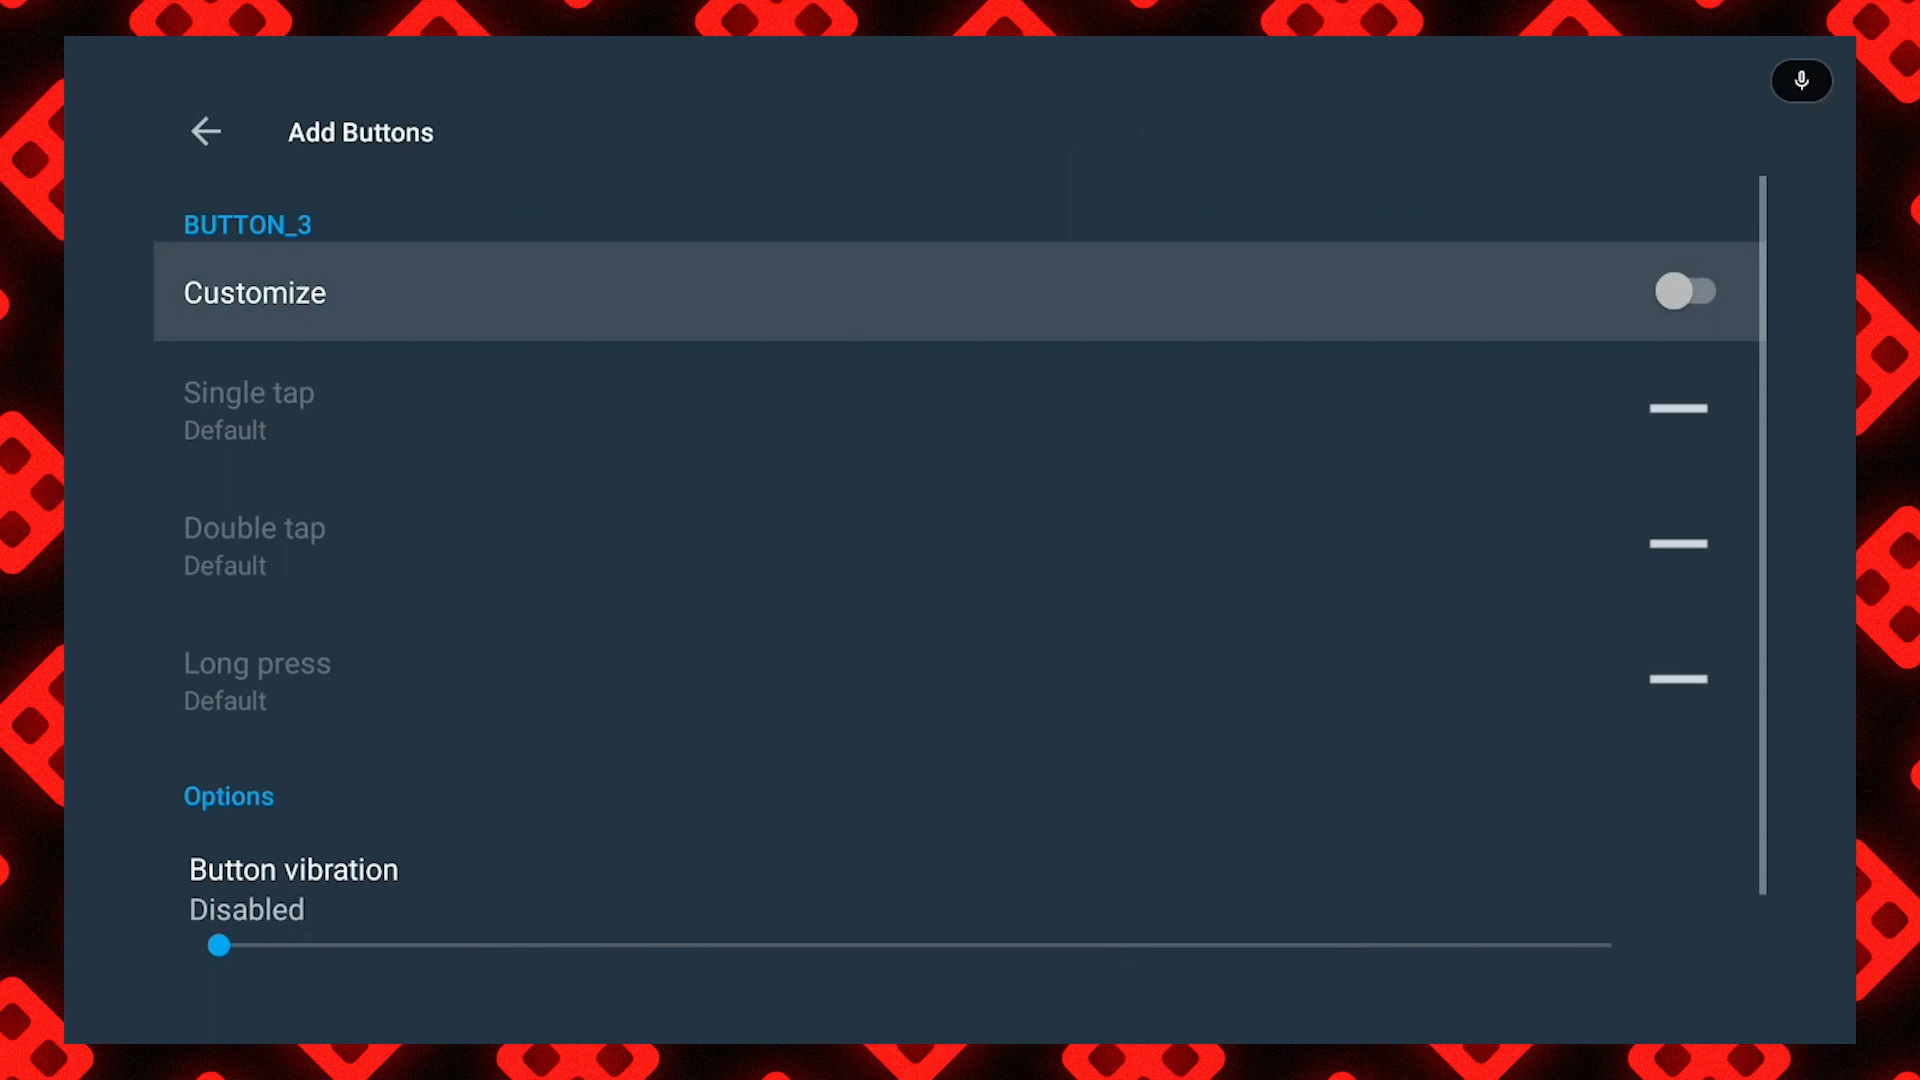 Add Buttons
BUTTON_3
Customize
Single tap
Default
Double tap
Default
Long press
Default
Options
Button vibration
Disabled